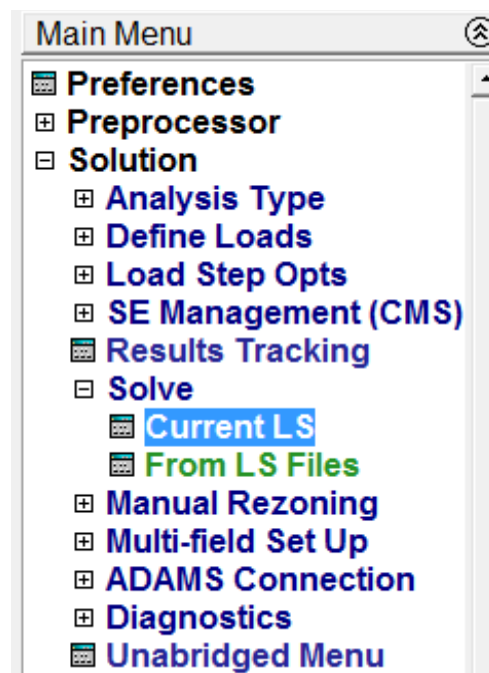 Main Menu
Preferences
Preprocessor
Solution
Analysis Type
Define Loads
Load Step Opts
SE Management (CMS)
Results Tracking
Solve
Current LS
From LS Files
Manual Rezoning
Multi-field Set Up
ADAMS Connection
Diagnostics
Unabridged Menu